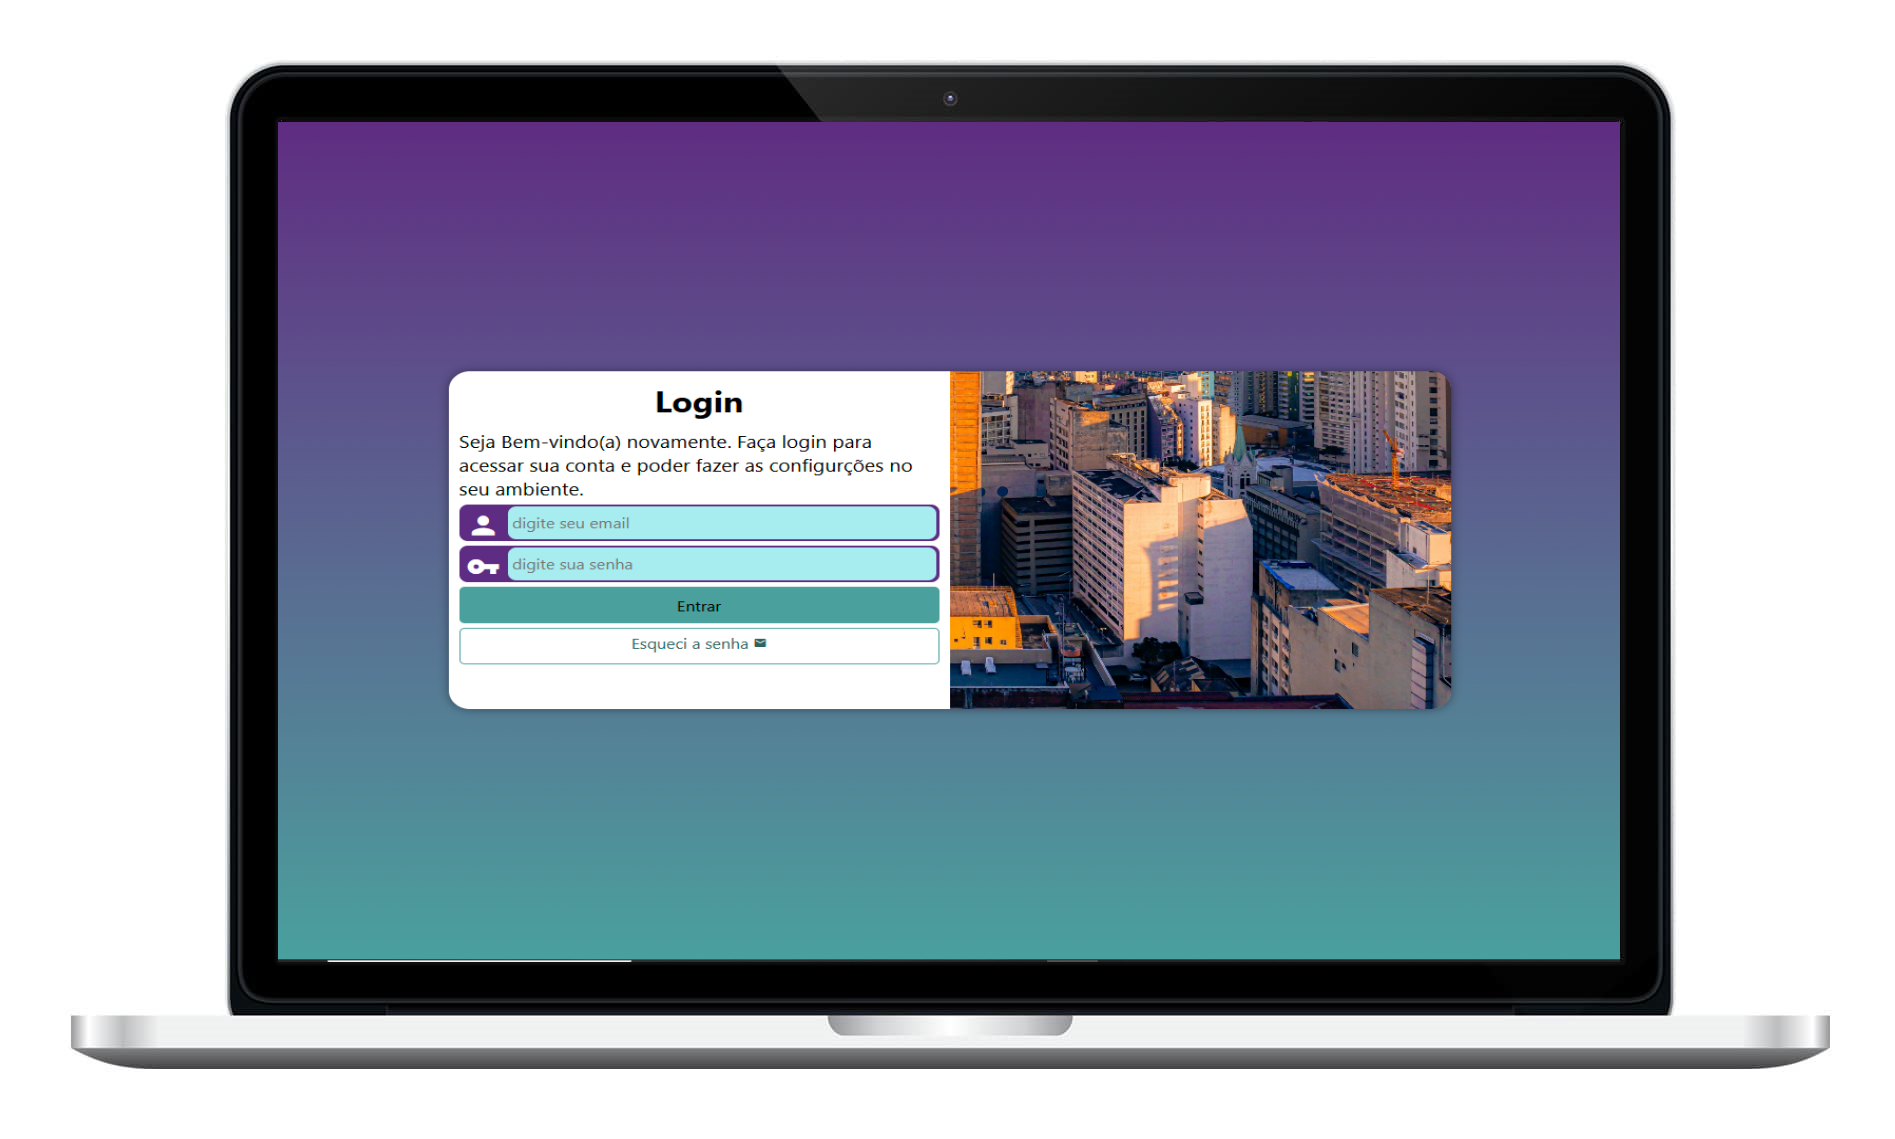 Login
Seja Bem-vindo(a) novamente. Faça login para
acessar sua conta e poder fazer as configurções no
seu ambiente.
digite seu email
digite sua senha
Entrar
Esqueci a senha